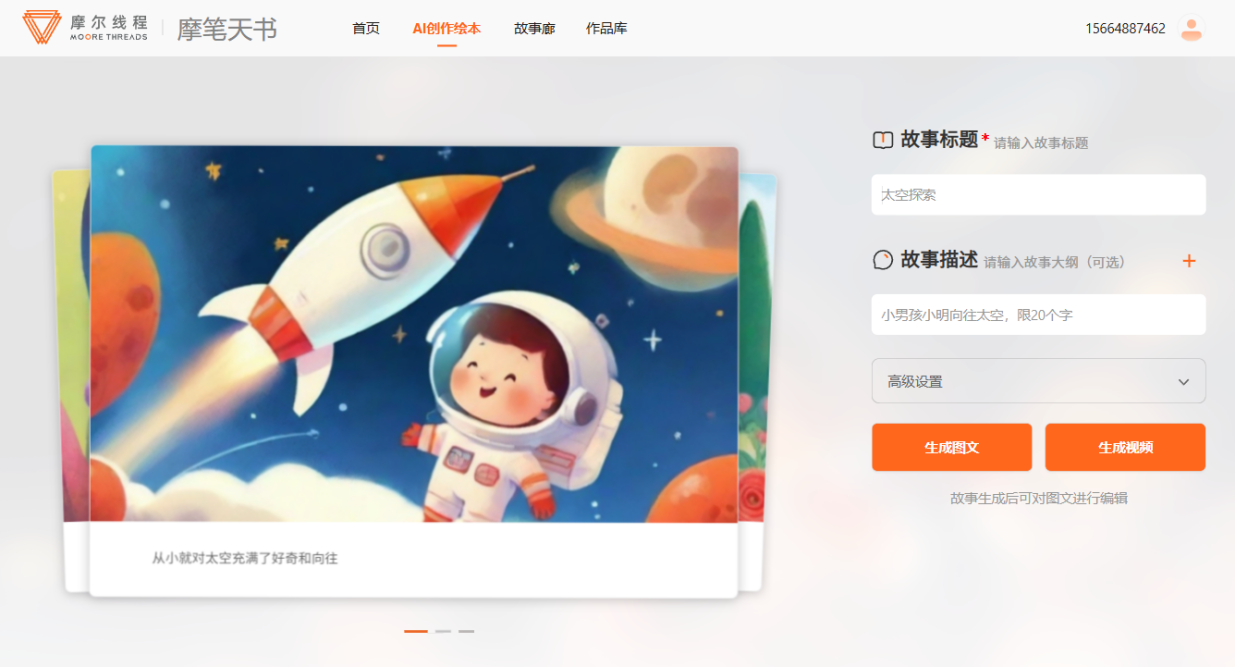 摩尔线程
MOORE THREADS
摩笔天书
首页
AI创作绘本
故事廊
作品库
15664887462
故事标题* 请输入故事标题
太空探索
故事描述 请输入故事大纲（可选） +
小男孩小明向往太空，限20个字
高级设置
生成图文
生成视频
故事生成后可对图文进行编辑
从小就对太空充满了好奇和向往